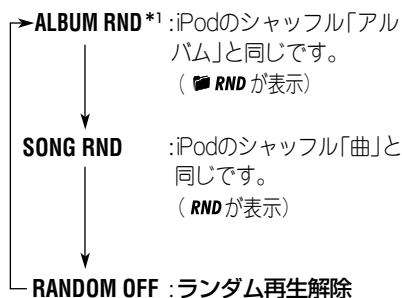 ALBUM RND *1 :iPodのシャッフル「アル
バム」と同じです。
( RND が表示)
SONG RND :iPodのシャッフル「曲」と
同じです。
( RND が表示)
RANDOM OFF :ランダム再生解除